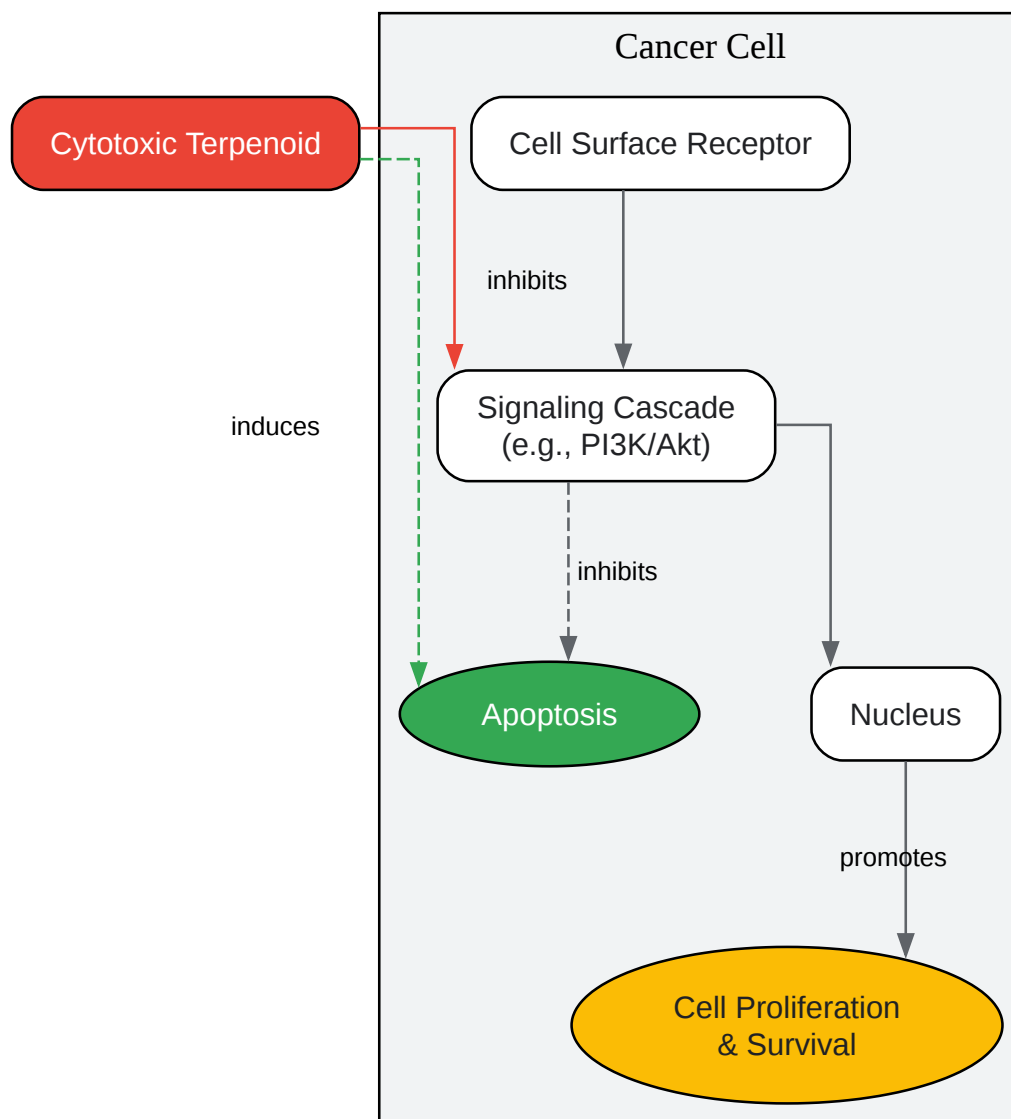 Cancer Cell
Cytotoxic Terpenoid
Cell Surface Receptor
inhibits
Signaling Cascade
(e.g., PI3K/Akt)
induces
inhibits
Apoptosis
Nucleus
promotes
Cell Proliferation
& Survival